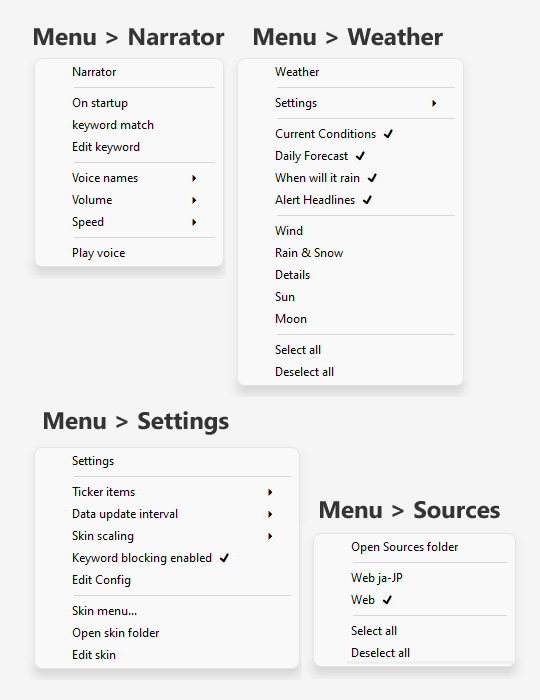 Menu > Narrator
Narrator
On startup
keyword match
Edit keyword
Voice names
Volume
Speed
Play voice
Menu > Weather
Weather
Settings
Current Conditions ✔
Daily Forecast ✔
When will it rain ✔
Alert Headlines ✔
Wind
Rain & Snow
Details
Sun
Moon
Select all
Deselect all
Menu > Settings
Settings
Ticker items
Data update interval
Skin scaling
Keyword blocking enabled ✔
Edit Config
Skin menu...
Open skin folder
Edit skin
Menu > Sources
Open Sources folder
Web ja-JP
Web ✔
Select all
Deselect all